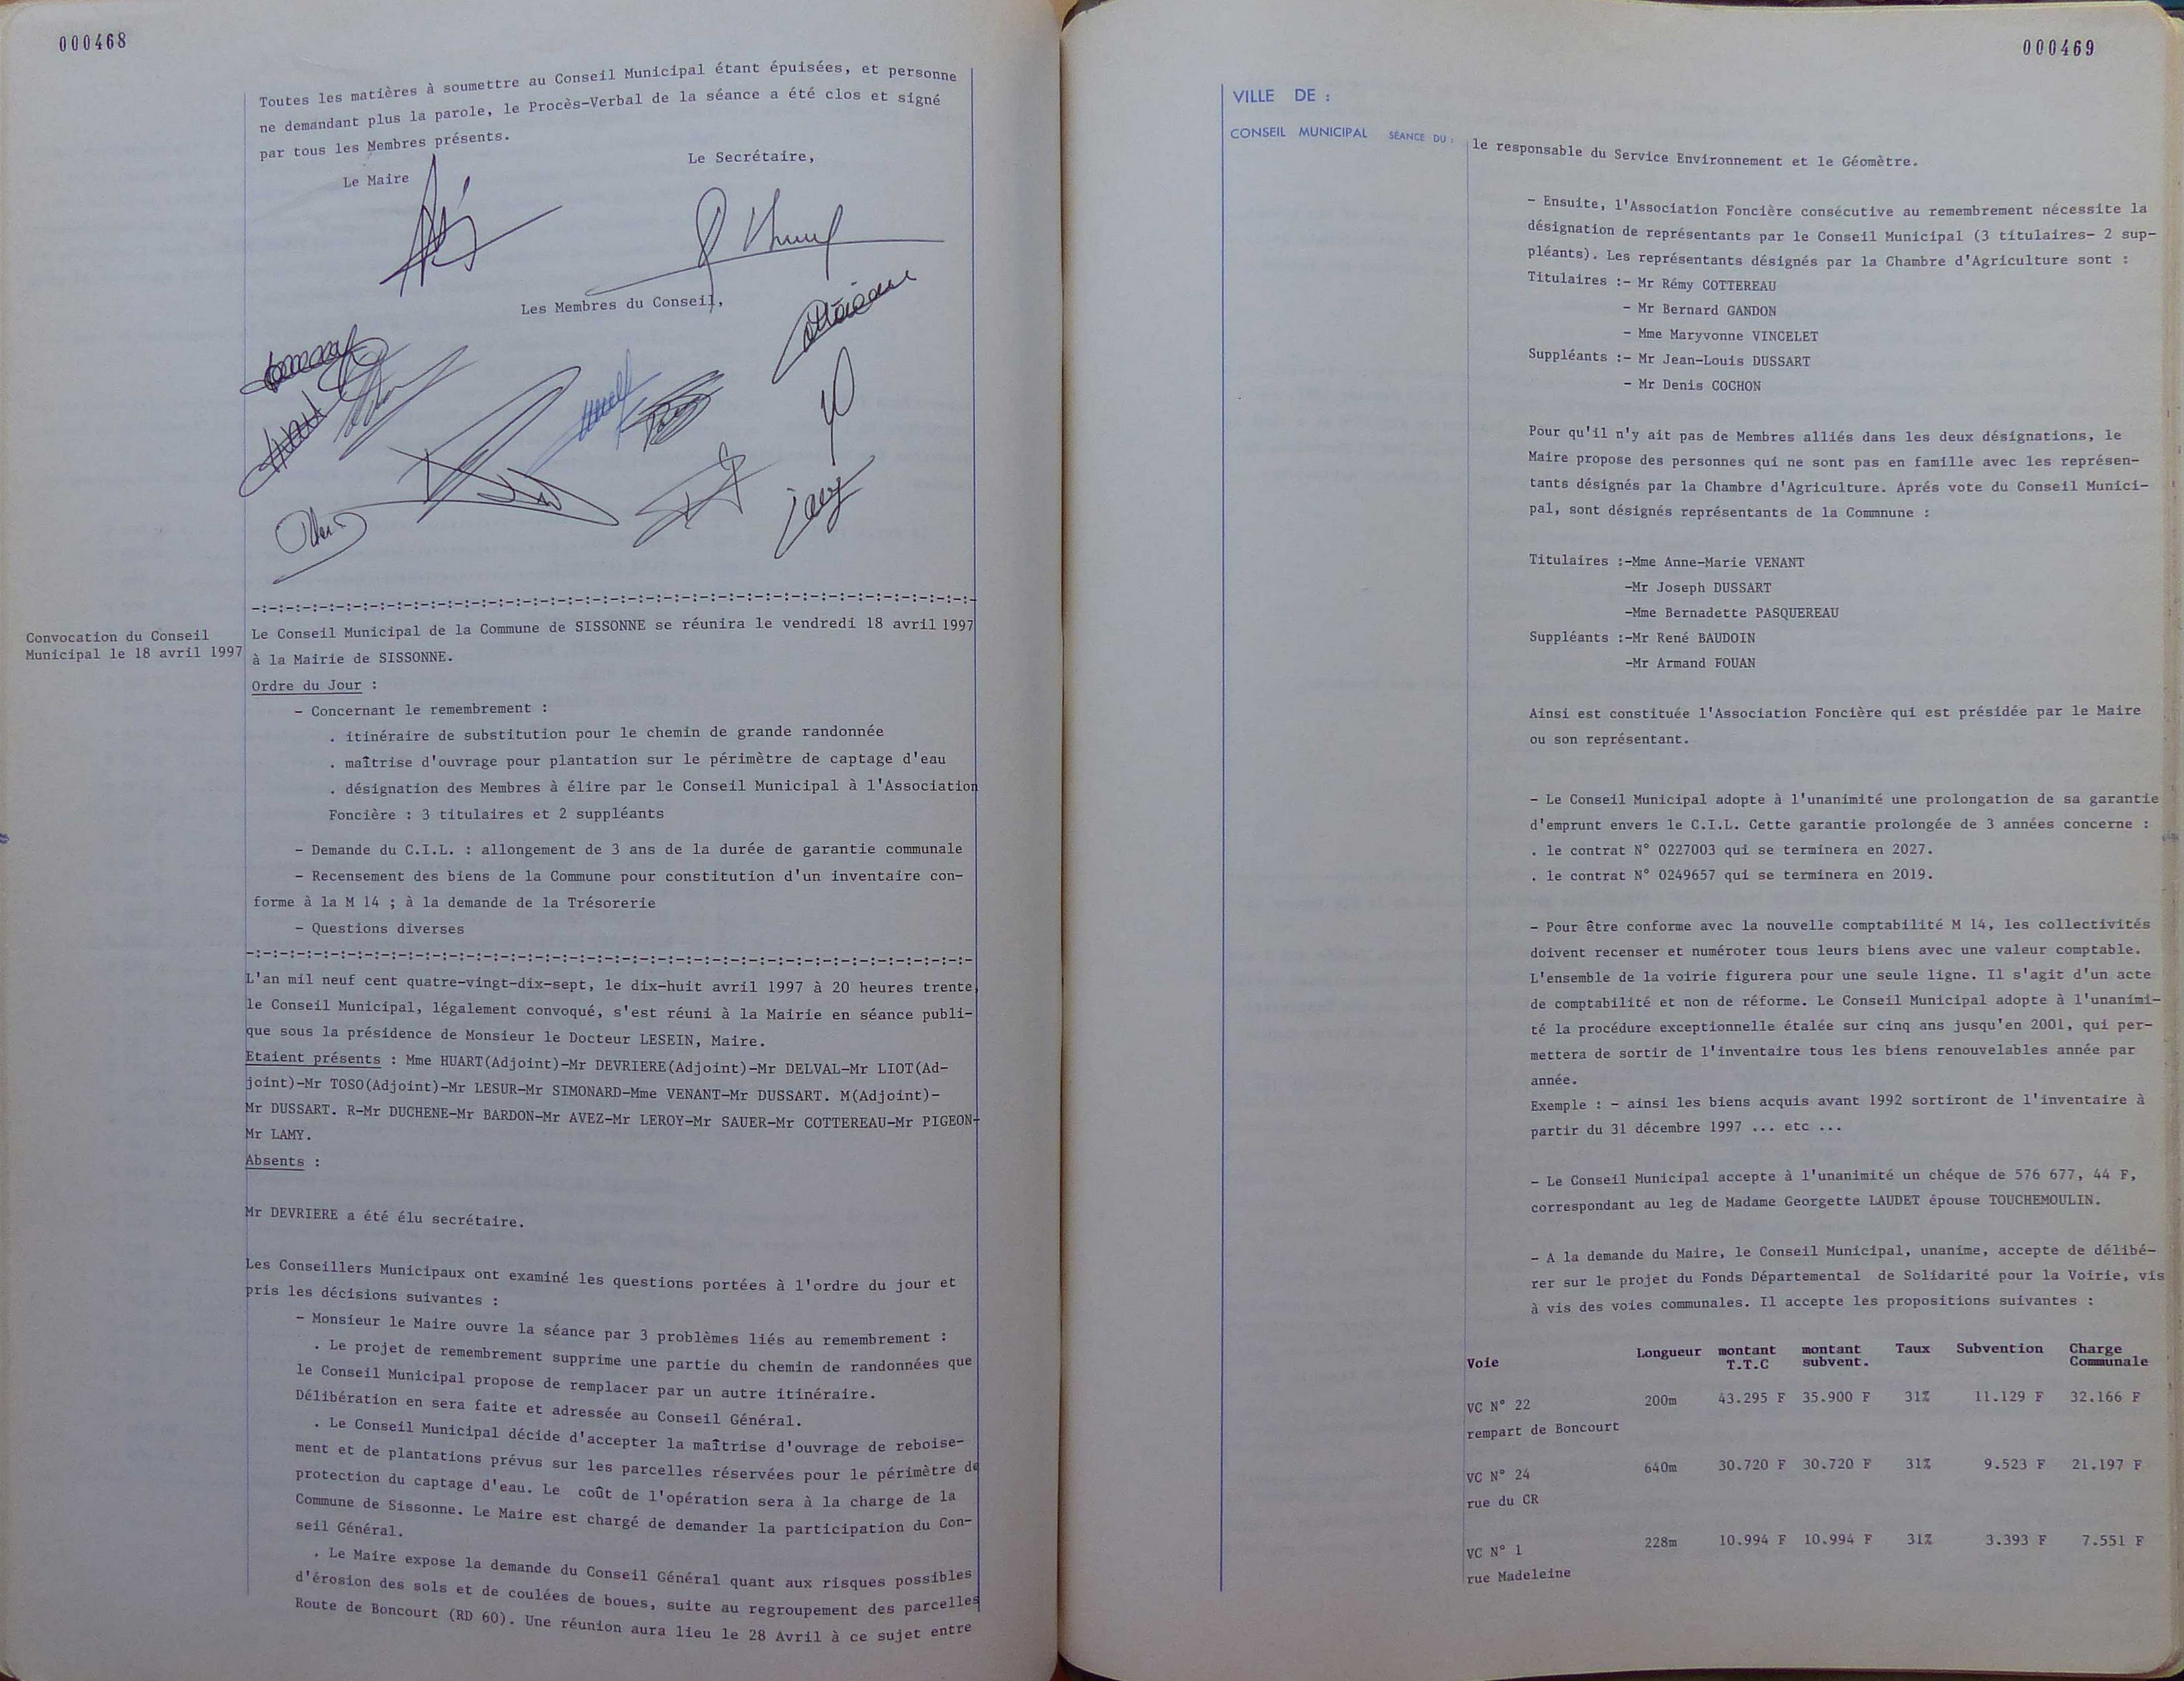 000468
Toutes les matières à soumettre au Conseil Municipal étant épuisées, et personne
ne demandant plus la parole, le Procès-Verbal de la séance a été clos et signé
par tous les Membres présents.
Le Maire
Le Secrétaire,
Les Membres du Conseil,
-:-:-:-:-:-:-:-:-:-:-:-:-:-:-:-:-:-:-:-:-:-:-:-:-:-:-:-:-:-:-:-:-:-:-:-:-:-:-:-:-:-:-:-
Convocation du Conseil
Municipal le 18 avril 1997
Le Conseil Municipal de la Commune de SISSONNE se réunira le vendredi 18 avril 1997
à la Mairie de SISSONNE.
Ordre du Jour :
- Concernant le remembrement :
. itinéraire de substitution pour le chemin de grande randonnée
. maîtrise d'ouvrage pour plantation sur le périmètre de captage d'eau
. désignation des Membres à élire par le Conseil Municipal à l'Association
Foncière : 3 titulaires et 2 suppléants
- Demande du C.I.L. : allongement de 3 ans de la durée de garantie communale
- Recensement des biens de la Commune pour constitution d'un inventaire con-
forme à la M 14 ; à la demande de la Trésorerie
- Questions diverses
-:-:-:-:-:-:-:-:-:-:-:-:-:-:-:-:-:-:-:-:-:-:-:-:-:-:-:-:-:-:-:-:-:-:-:-:-:-:-:-:-:-:-:-
L'an mil neuf cent quatre-vingt-dix-sept, le dix-huit avril 1997 à 20 heures trente,
le Conseil Municipal, légalement convoqué, s'est réuni à la Mairie en séance publi-
que sous la présidence de Monsieur le Docteur LESEIN, Maire.
Etaient présents : Mme HUART(Adjoint)-Mr DEVRIERE(Adjoint)-Mr DELVAL-Mr LIOT(Ad-
joint)-Mr TOSO(Adjoint)-Mr LESUR-Mr SIMONARD-Mme VENANT-Mr DUSSART. M(Adjoint)-
Mr DUSSART. R-Mr DUCHENE-Mr BARDON-Mr AVEZ-Mr LEROY-Mr SAUER-Mr COTTEREAU-Mr PIGEON-
Mr LAMY.
Absents :
Mr DEVRIERE a été élu secrétaire.
Les Conseillers Municipaux ont examiné les questions portées à l'ordre du jour et
pris les décisions suivantes :
- Monsieur le Maire ouvre la séance par 3 problèmes liés au remembrement :
. Le projet de remembrement supprime une partie du chemin de randonnées que
le Conseil Municipal propose de remplacer par un autre itinéraire.
Délibération en sera faite et adressée au Conseil Général.
. Le Conseil Municipal décide d'accepter la maîtrise d'ouvrage de reboise-
ment et de plantations prévus sur les parcelles réservées pour le périmètre de
protection du captage d'eau. Le coût de l'opération sera à la charge de la
Commune de Sissonne. Le Maire est chargé de demander la participation du Con-
seil Général.
. Le Maire expose la demande du Conseil Général quant aux risques possibles
d'érosion des sols et de coulées de boues, suite au regroupement des parcelles
Route de Boncourt (RD 60). Une réunion aura lieu le 28 Avril à ce sujet entre
000469
VILLE DE :
CONSEIL MUNICIPAL SÉANCE DU :
le responsable du Service Environnement et le Géomètre.
- Ensuite, l'Association Foncière consécutive au remembrement nécessite la
désignation de représentants par le Conseil Municipal (3 titulaires- 2 sup-
pléants). Les représentants désignés par la Chambre d'Agriculture sont :
Titulaires :- Mr Rémy COTTEREAU
- Mr Bernard GANDON
- Mme Maryvonne VINCELET
Suppléants :- Mr Jean-Louis DUSSART
- Mr Denis COCHON
Pour qu'il n'y ait pas de Membres alliés dans les deux désignations, le
Maire propose des personnes qui ne sont pas en famille avec les représen-
tants désignés par la Chambre d'Agriculture. Aprés vote du Conseil Munici-
pal, sont désignés représentants de la Commnune :
Titulaires :-Mme Anne-Marie VENANT
-Mr Joseph DUSSART
-Mme Bernadette PASQUEREAU
Suppléants :-Mr René BAUDOIN
-Mr Armand FOUAN
Ainsi est constituée l'Association Foncière qui est présidée par le Maire
ou son représentant.
- Le Conseil Municipal adopte à l'unanimité une prolongation de sa garantie
d'emprunt envers le C.I.L. Cette garantie prolongée de 3 années concerne :
. le contrat N° 0227003 qui se terminera en 2027.
. le contrat N° 0249657 qui se terminera en 2019.
- Pour être conforme avec la nouvelle comptabilité M 14, les collectivités
doivent recenser et numéroter tous leurs biens avec une valeur comptable.
L'ensemble de la voirie figurera pour une seule ligne. Il s'agit d'un acte
de comptabilité et non de réforme. Le Conseil Municipal adopte à l'unanimi-
té la procédure exceptionnelle étalée sur cinq ans jusqu'en 2001, qui per-
mettera de sortir de l'inventaire tous les biens renouvelables année par
année.
Exemple : - ainsi les biens acquis avant 1992 sortiront de l'inventaire à
partir du 31 décembre 1997 ... etc ...
- Le Conseil Municipal accepte à l'unanimité un chéque de 576 677, 44 F,
correspondant au leg de Madame Georgette LAUDET épouse TOUCHEMOULIN.
- A la demande du Maire, le Conseil Municipal, unanime, accepte de délibé-
rer sur le projet du Fonds Départemental de Solidarité pour la Voirie, vis
à vis des voies communales. Il accepte les propositions suivantes :
Voie Longueur montant T.T.C montant subvent. Taux Subvention Charge Communale
VC N° 22 200m 43.295 F 35.900 F 31% 11.129 F 32.166 F
rempart de Boncourt
VC N° 24 640m 30.720 F 30.720 F 31% 9.523 F 21.197 F
rue du CR
VC N° 1 228m 10.994 F 10.994 F 31% 3.393 F 7.551 F
rue Madeleine